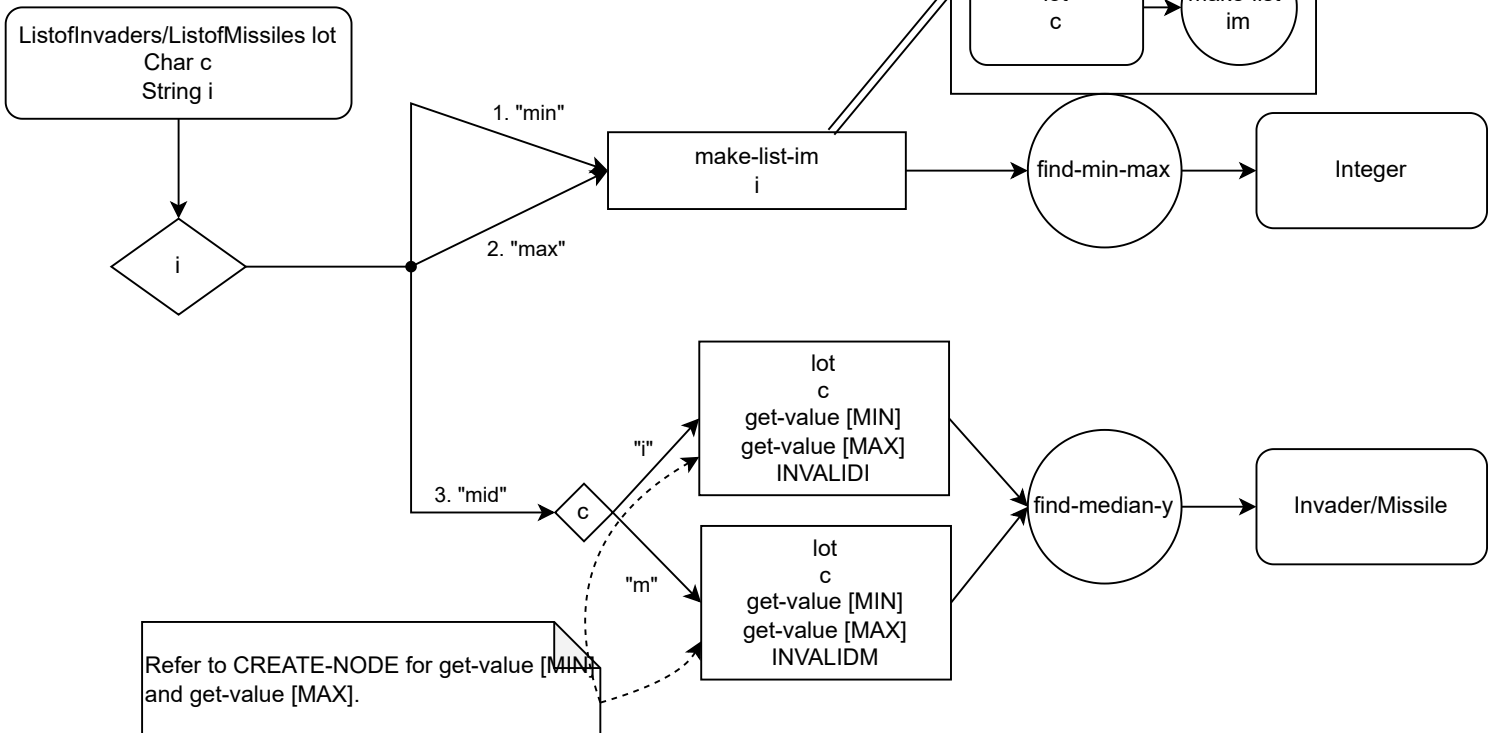 ListofInvaders/ListofMissiles lot
Char c
String i
c
im
1. "min"
make-list-im
i
find-min-max
Integer
2. "max"
i
lot
c
get-value [MIN]
get-value [MAX]
INVALIDI
"i"
3. "mid"
c
find-median-y
Invader/Missile
"m"
lot
c
get-value [MIN]
get-value [MAX]
INVALIDM
Refer to CREATE-NODE for get-value [MIN]
and get-value [MAX].